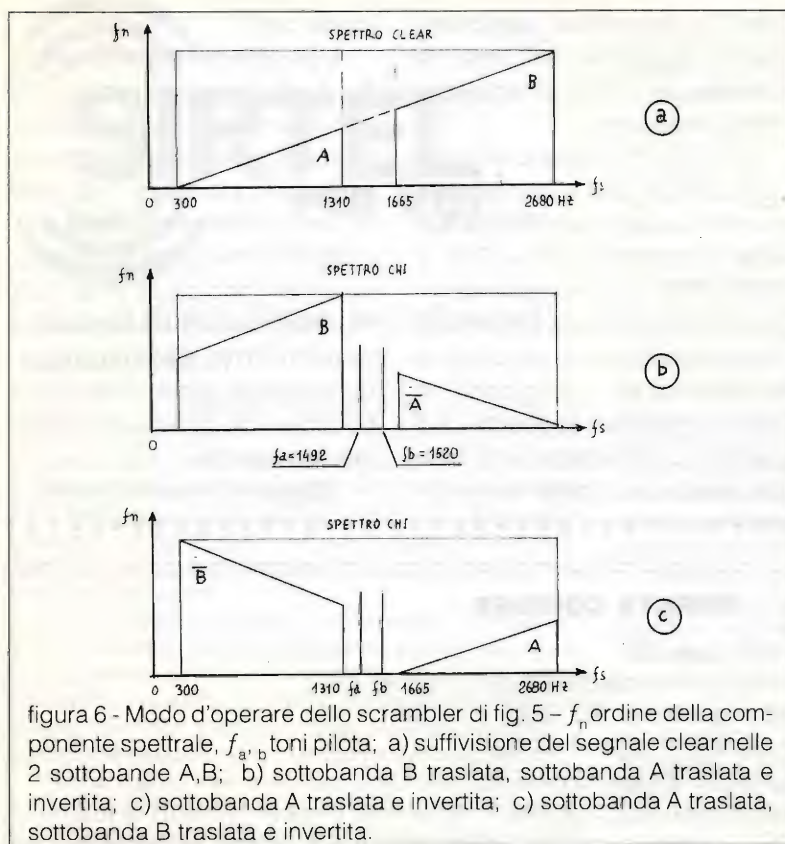 fn
SPETTRO CLEAR
A
B
a
0 300 1310 1665 2680 HZ
fs
fn
SPETTRO CHI
B
A
b
0
fs
fa=1492 fb=1520
fn
SPETTRO CHI
B
A
c
0 300 1310 fa fb 1665 2680 HZ
fs
figura 6 - Modo d'operare dello scrambler di fig. 5 – fn ordine della com-
ponente spettrale, fa, b toni pilota; a) suffivisione del segnale clear nelle
2 sottobande A,B; b) sottobanda B traslata, sottobanda A traslata e
invertita; c) sottobanda A traslata e invertita; c) sottobanda A traslata,
sottobanda B traslata e invertita.